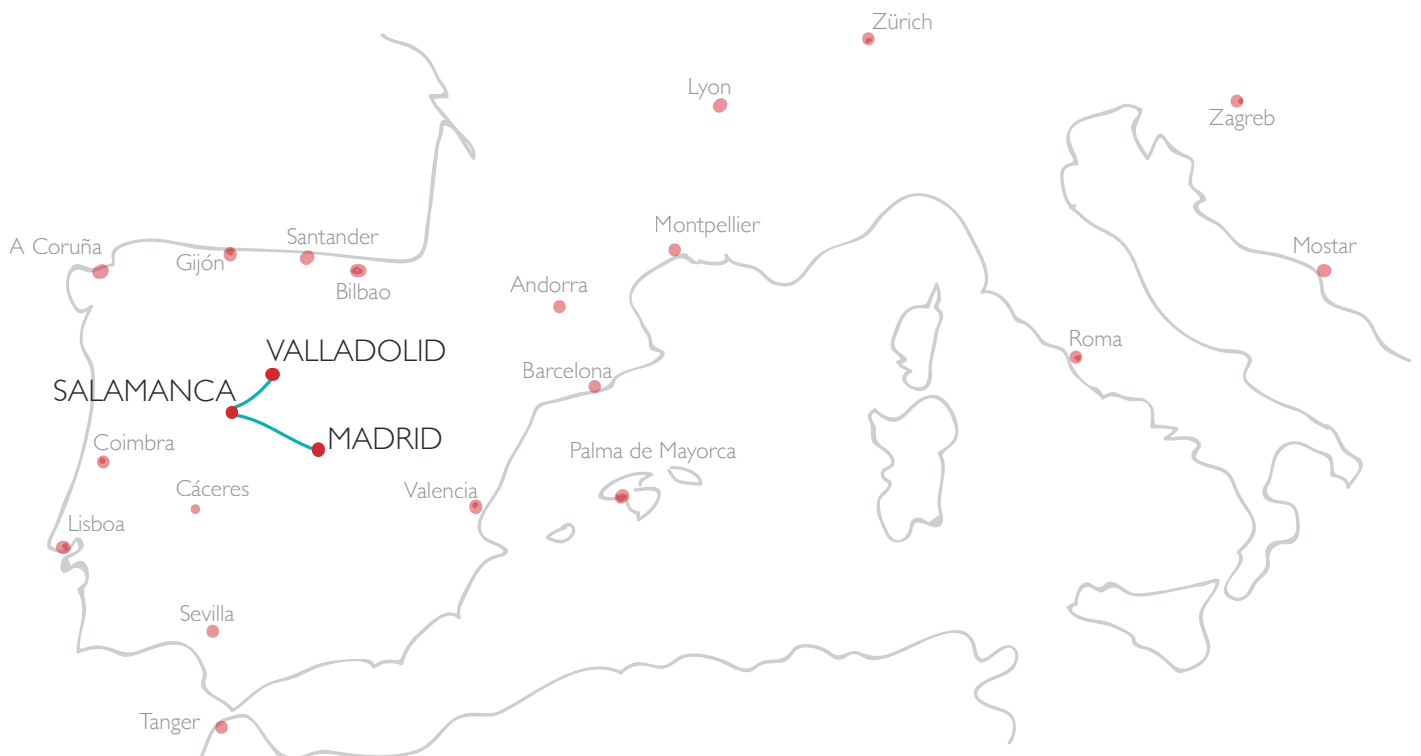 Zürich
Lyon
Zagreb
Montpellier
Santander
A Coruña
Gijón
Mostar
Andorra
Bilbao
Roma
VALLADOLID
Barcelona
SALAMANCA
MADRID
Coimbra
Palma de Mayorca
Cáceres
Valencia
Lisboa
Sevilla
Tanger